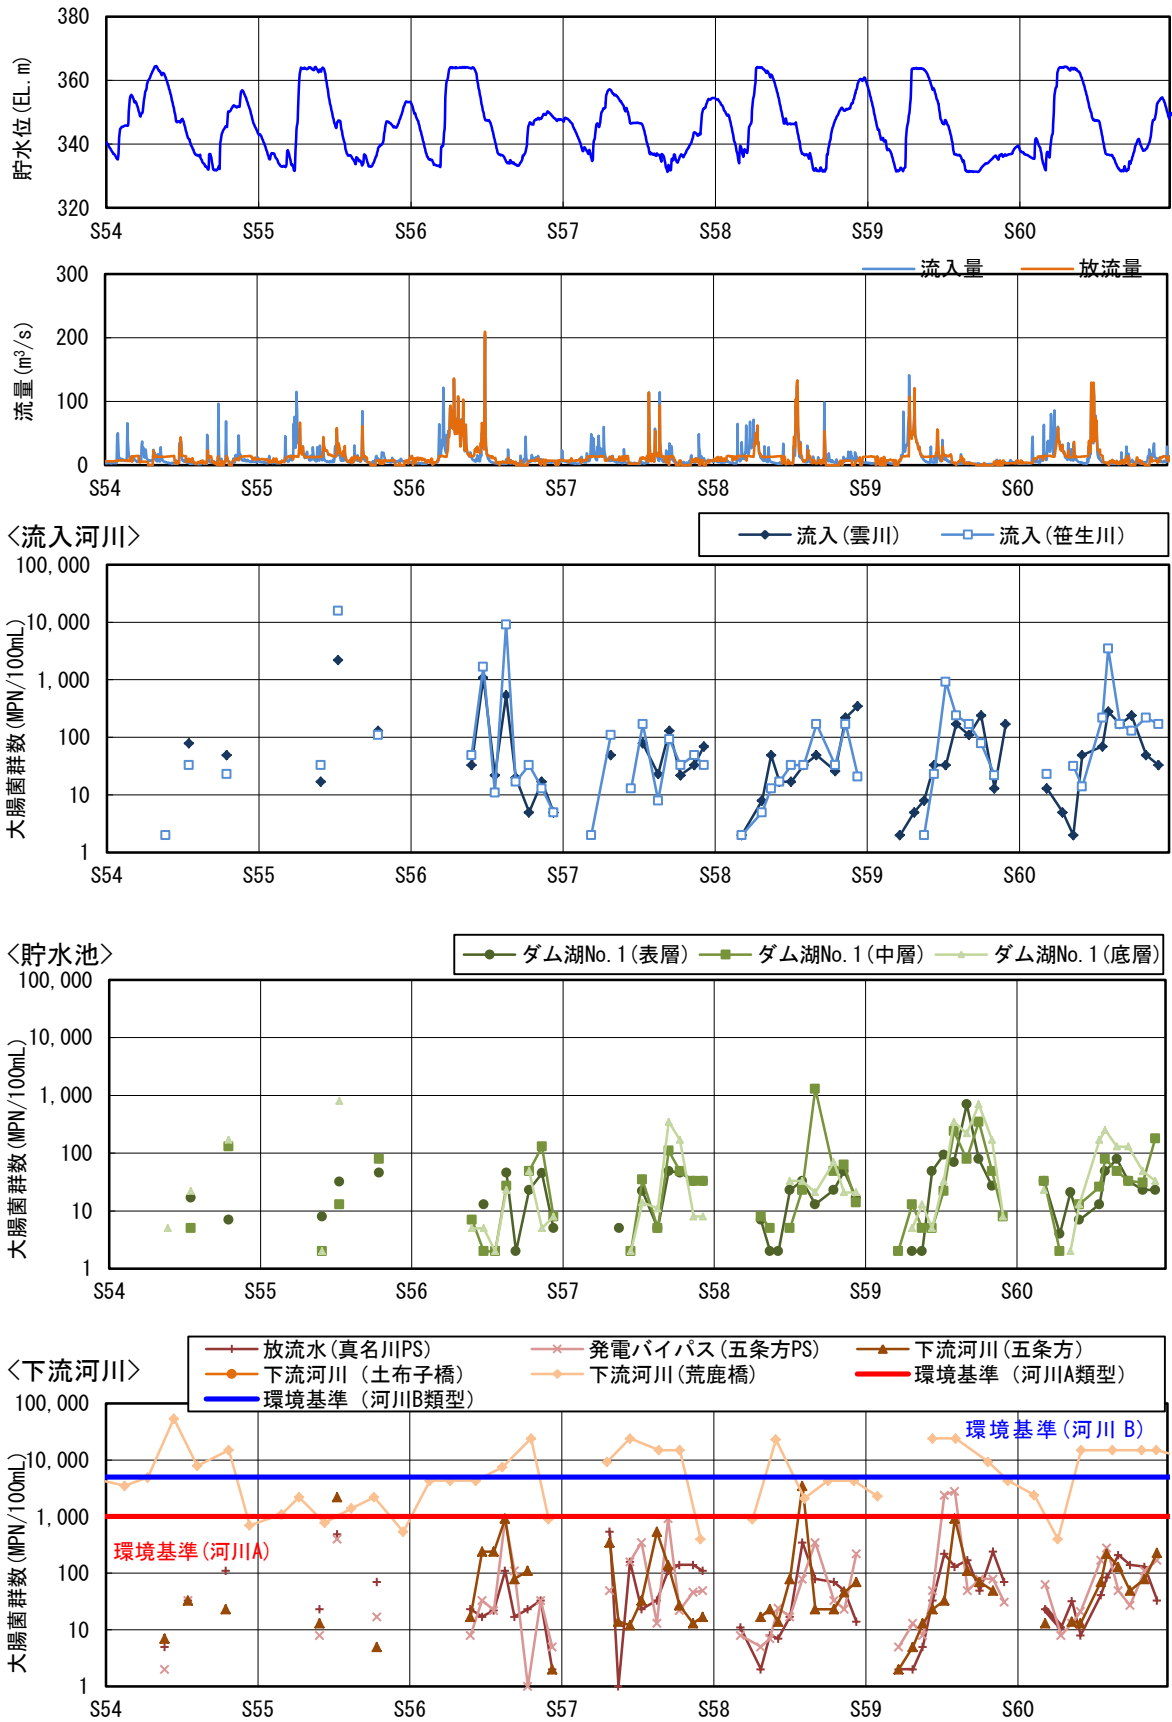 380
360
340
320
貯水位(EL.m)
S54 S55 S56 S57 S58 S59 S60
流入量 放流量
300
200
100
0
流量(m³/s)
S54 S55 S56 S57 S58 S59 S60
<流入河川>
流入(雲川) 流入(笹生川)
100,000
10,000
1,000
100
10
1
大腸菌群数(MPN/100mL)
S54 S55 S56 S57 S58 S59 S60
<貯水池>
ダム湖No.1(表層) ダム湖No.1(中層) ダム湖No.1(底層)
100,000
10,000
1,000
100
10
1
大腸菌群数(MPN/100mL)
S54 S55 S56 S57 S58 S59 S60
<下流河川>
放流水(真名川PS) 発電バイパス(五条方PS) 下流河川(五条方)
下流河川(土布子橋) 下流河川(荒鹿橋) 環境基準(河川A類型)
環境基準(河川B類型)
100,000
10,000
1,000
100
10
1
大腸菌群数(MPN/100mL)
環境基準(河川B)
環境基準(河川A)
S54 S55 S56 S57 S58 S59 S60